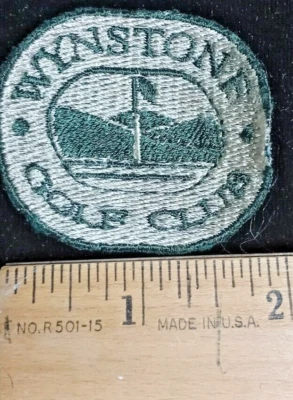 WYNSTONE
GOLF CLUB
1 2
NO. R 501-15 MADE IN U.S.A.